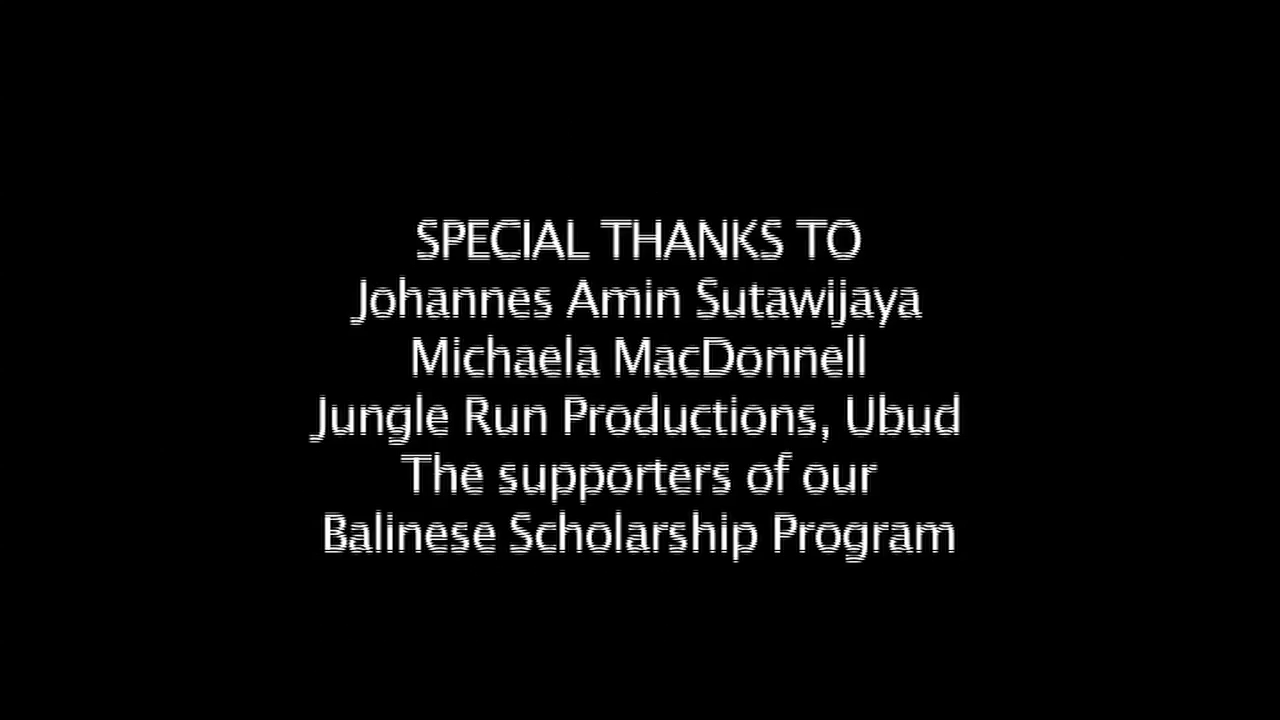 SPECIAL THANKS TO
Johannes Amin Sutawijaya
Michaela MacDonnell
Jungle Run Productions, Ubud
The supporters of our
Balinese Scholarship Program